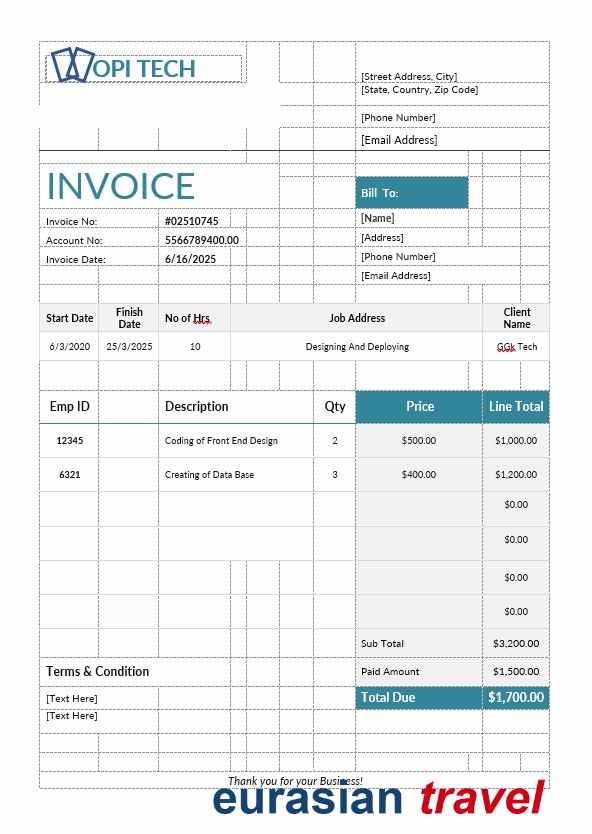 OPI TECH
[Street Address, City]
[State, Country, Zip Code]
[Phone Number]
[Email Address]
INVOICE
Bill To:
Invoice No: #02510745
[Name]
Account No: 5566789400.00
[Address]
Invoice Date: 6/16/2025
[Phone Number]
[Email Address]
Start Date Finish Date No of Hrs Job Address Client Name
6/3/2020 25/3/2025 10 Designing And Deploying GGk Tech
Emp ID Description Qty Price Line Total
12345 Coding of Front End Design 2 $500.00 $1,000.00
6321 Creating of Data Base 3 $400.00 $1,200.00
$0.00
$0.00
$0.00
$0.00
Sub Total $3,200.00
Terms & Condition Paid Amount $1,500.00
[Text Here] Total Due $1,700.00
[Text Here]
Thank you for your Business!
eurasian travel